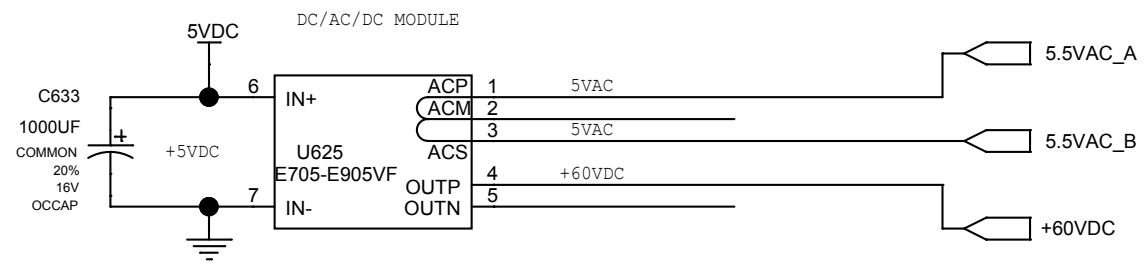 DC/AC/DC MODULE
5VDC
5.5VAC_A
C633
1000UF
COMMON
20%
16V
OCCAP
+
+5VDC
6
IN+
7
IN-
U625
E705-E905VF
ACP
ACM
ACS
OUTP
OUTN
1
5VAC
2
3
5VAC
4
+60VDC
5
5.5VAC_B
+60VDC